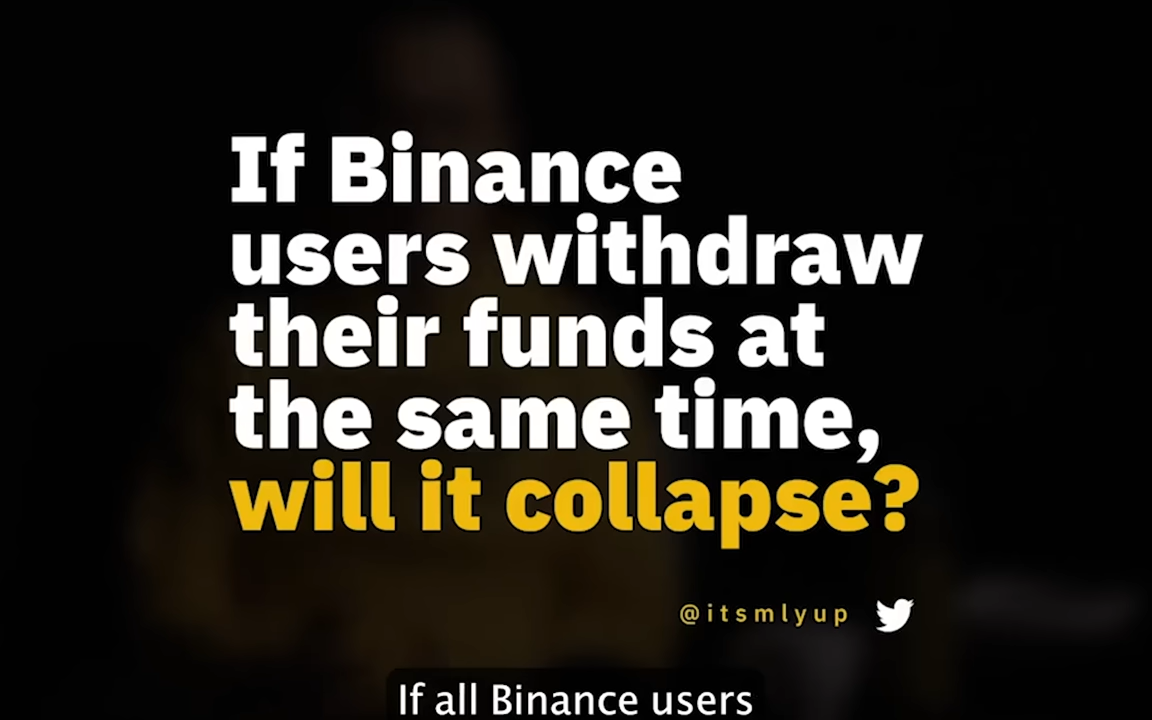 If Binance
users withdraw
their funds at
the same time,
will it collapse?
@itsmlyup
If all Binance users